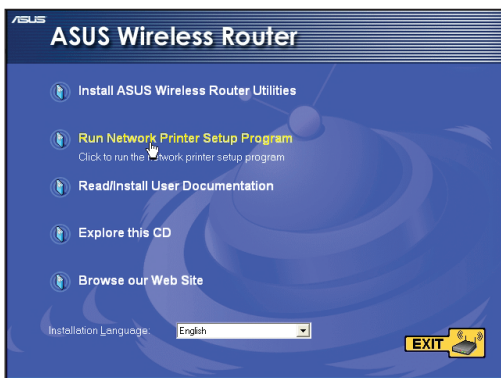 ASUS
ASUS Wireless Router
Install ASUS Wireless Router Utilities
Run Network Printer Setup Program
Click to run the network printer setup program
Read/Install User Documentation
Explore this CD
Browse our Web Site
Installation Language: English
EXIT